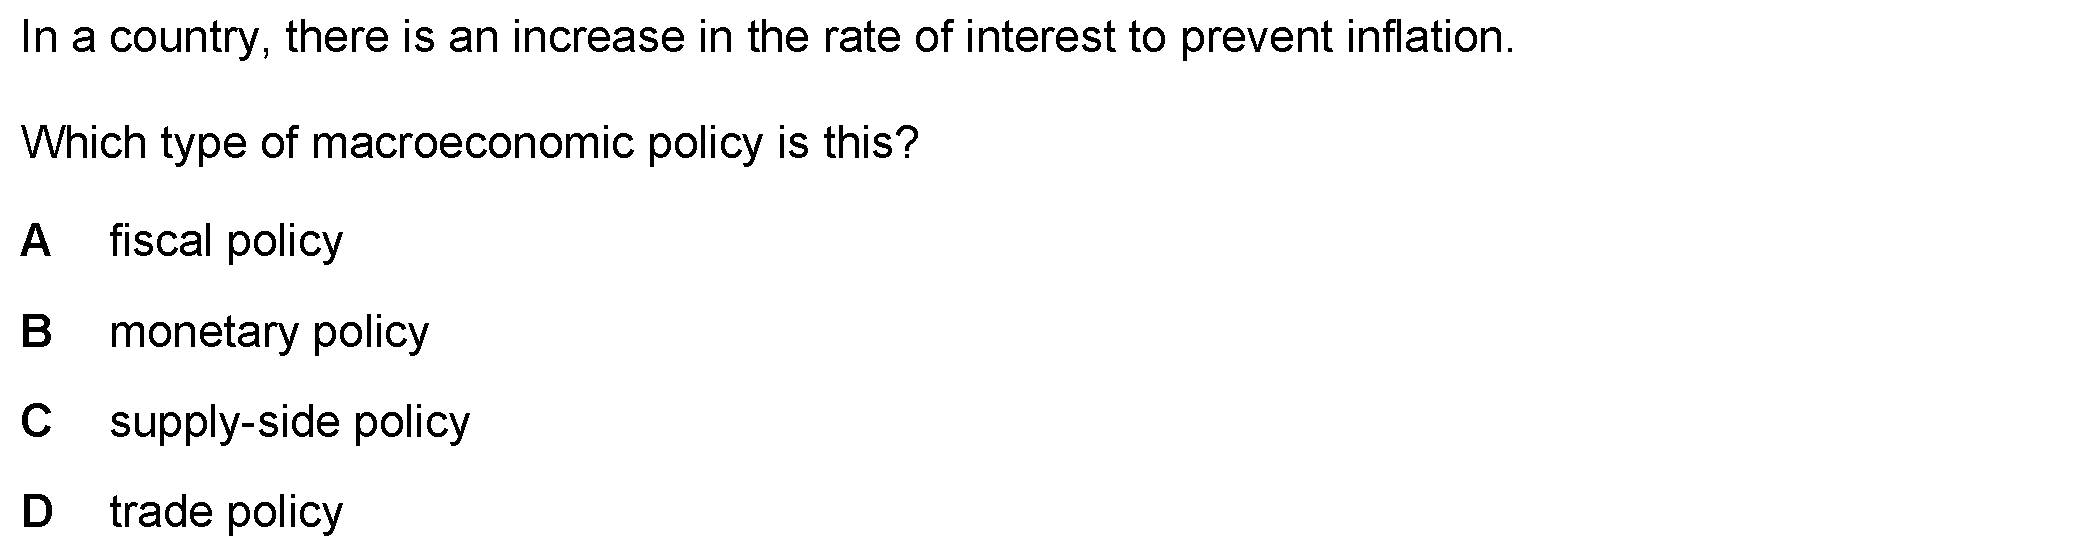 In a country, there is an increase in the rate of interest to prevent inflation.
Which type of macroeconomic policy is this?
A fiscal policy
B monetary policy
C supply-side policy
D trade policy